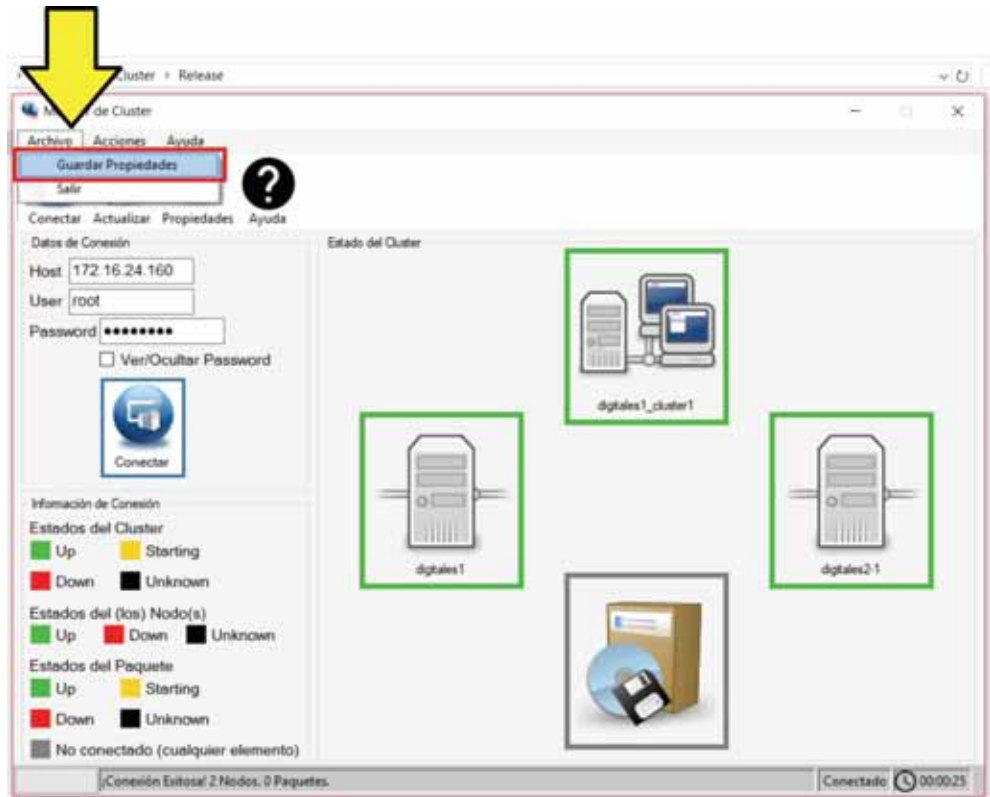 Cluster › Release
de Cluster
Archivo Acciones Ayuda
Guardar Propiedades
Salir
Conectar Actualizar Propiedades Ayuda
Datos de Conexión
Host 172.16.24.160
User root
Password ●●●●●●●●
Ver/Ocultar Password
Conectar
Información de Conexión
Estados del Cluster
Up Starting
Down Unknown
Estados del (los) Nodo(s)
Up Down Unknown
Estados del Paquete
Up Starting
Down Unknown
No conectado (cualquier elemento)
Estado del Cluster
digitales1_cluster1
digitales1
digitales2-1
¡Conexión Exitosa! 2 Nodos. 0 Paquetes.
Conectado 00:00:25